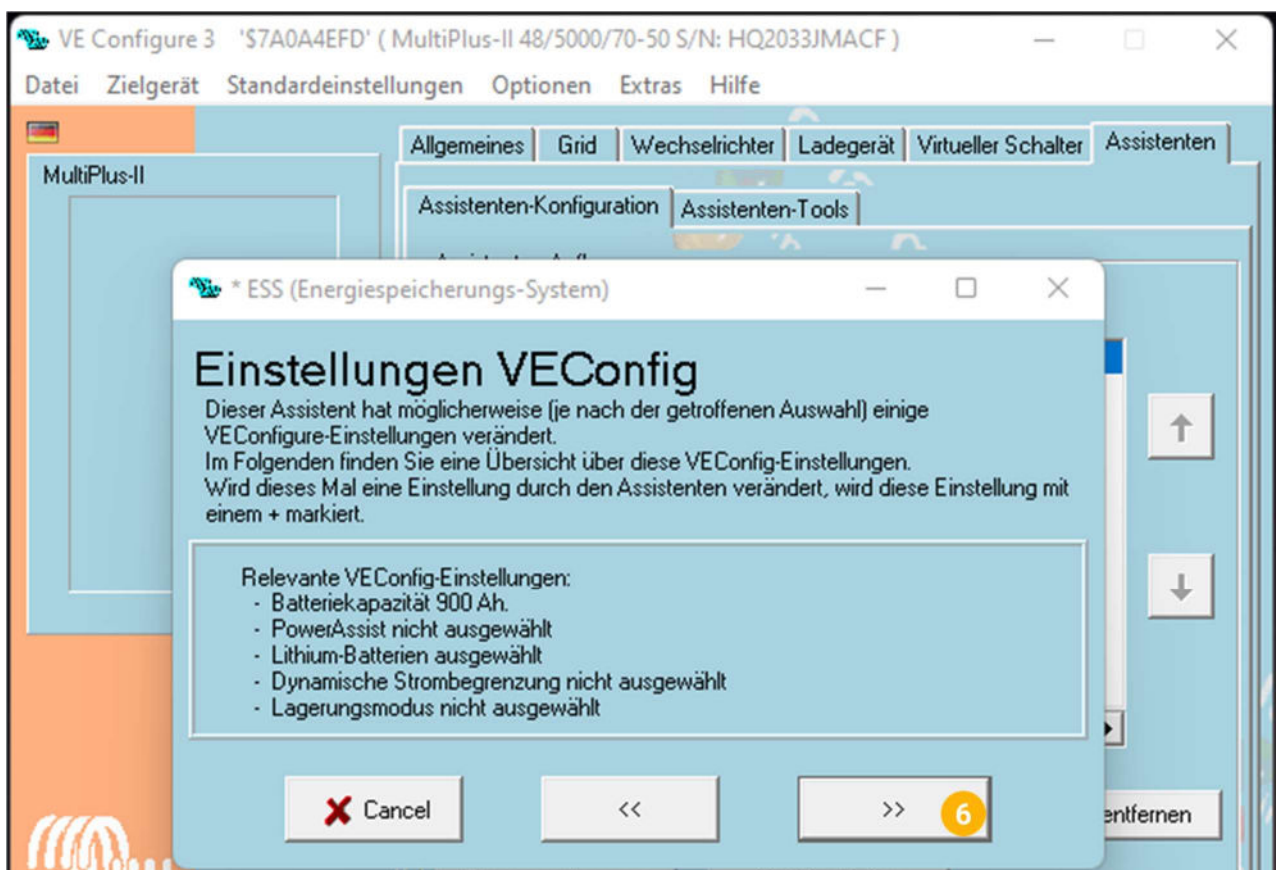 VE Configure 3 '$7A0A4EFD' ( MultiPlus-II 48/5000/70-50 S/N: HQ2033JMACF )
Datei Zielgerät Standardeinstellungen Optionen Extras Hilfe
Allgemeines Grid Wechselrichter Ladegerät Virtueller Schalter Assistenten
MultiPlus-II
Assistenten-Konfiguration Assistenten-Tools
* ESS (Energiespeicherungs-System)
Einstellungen VEConfig
Dieser Assistent hat möglicherweise (je nach der getroffenen Auswahl) einige
VEConfigure-Einstellungen verändert.
Im Folgenden finden Sie eine Übersicht über diese VEConfig-Einstellungen.
Wird dieses Mal eine Einstellung durch den Assistenten verändert, wird diese Einstellung mit
einem + markiert.
Relevante VEConfig-Einstellungen:
- Batteriekapazität 900 Ah.
- PowerAssist nicht ausgewählt
- Lithium-Batterien ausgewählt
- Dynamische Strombegrenzung nicht ausgewählt
- Lagerungsmodus nicht ausgewählt
Cancel << >> 6
entfernen